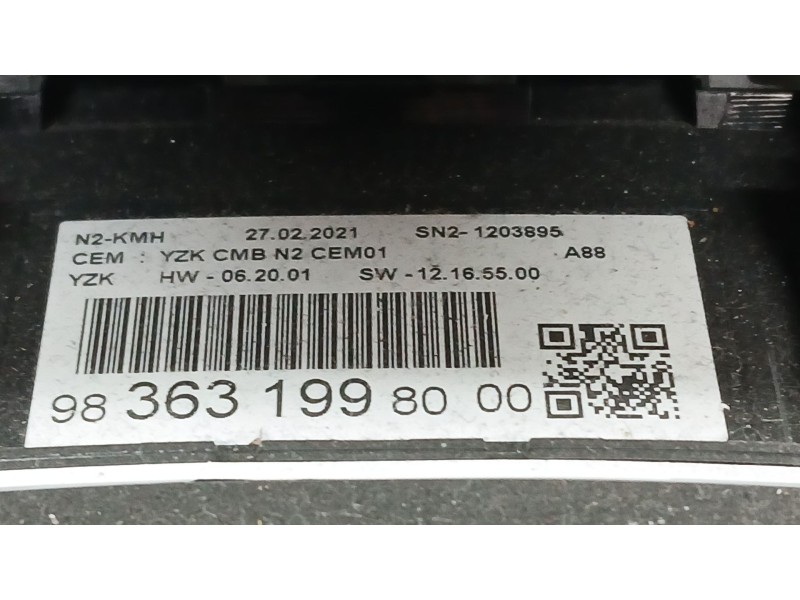 N2-KMH 27.02.2021 SN2-1203895
CEM : YZK CMB N2 CEM01 A88
YZK HW - 06.20.01 SW -12.16.55.00
98 363 199 80 00